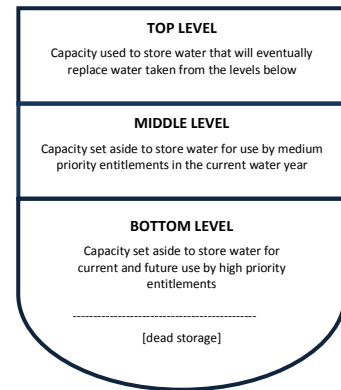 TOP LEVEL
Capacity used to store water that will eventually
replace water taken from the levels below
MIDDLE LEVEL
Capacity set aside to store water for use by medium
priority entitlements in the current water year
BOTTOM LEVEL
Capacity set aside to store water for
current and future use by high priority
entitlements
---------------------------------------------
[dead storage]